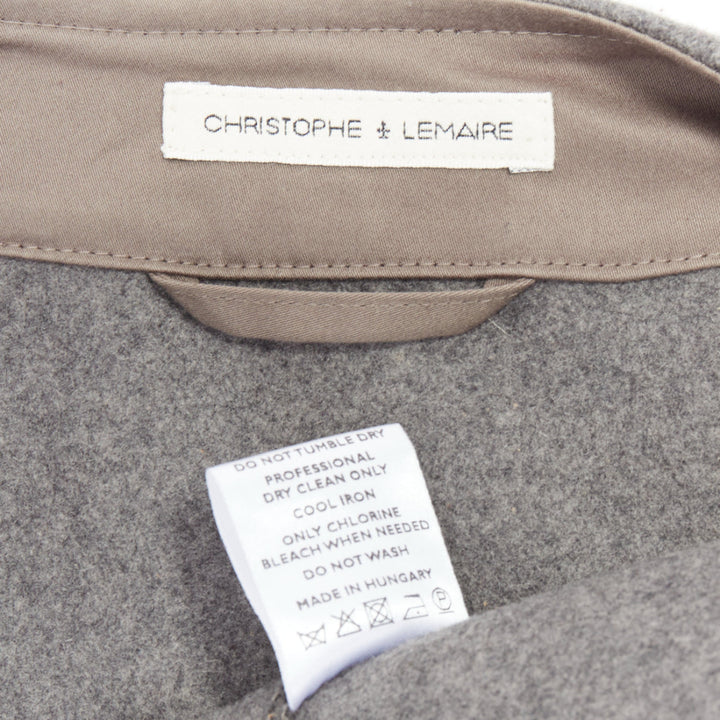 CHRISTOPHE LEMAIRE
DO NOT TUMBLE DRY
PROFESSIONAL
DRY CLEAN ONLY
COOL IRON
ONLY CHLORINE
BLEACH WHEN NEEDED
DO NOT WASH
MADE IN HUNGARY
P